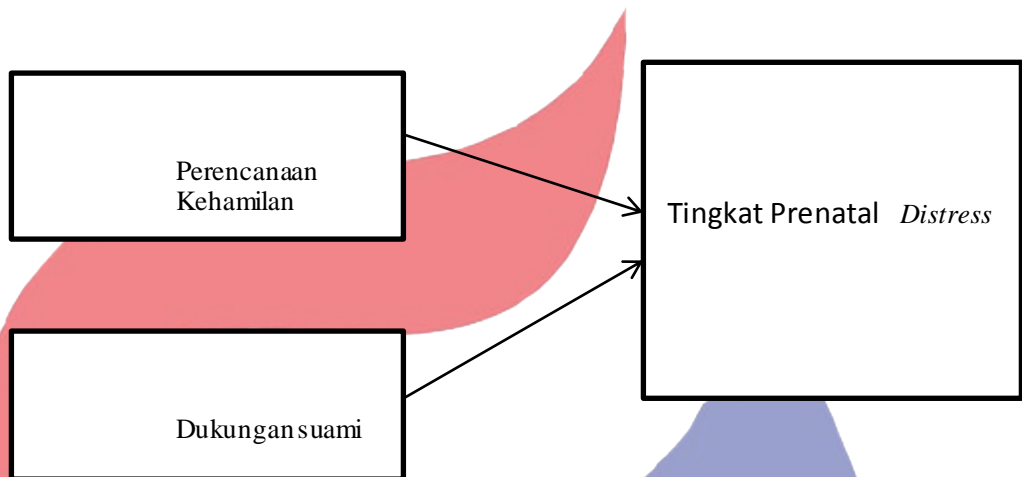 Perencanaan
Kehamilan
Tingkat Prenatal Distress
Dukungan suami